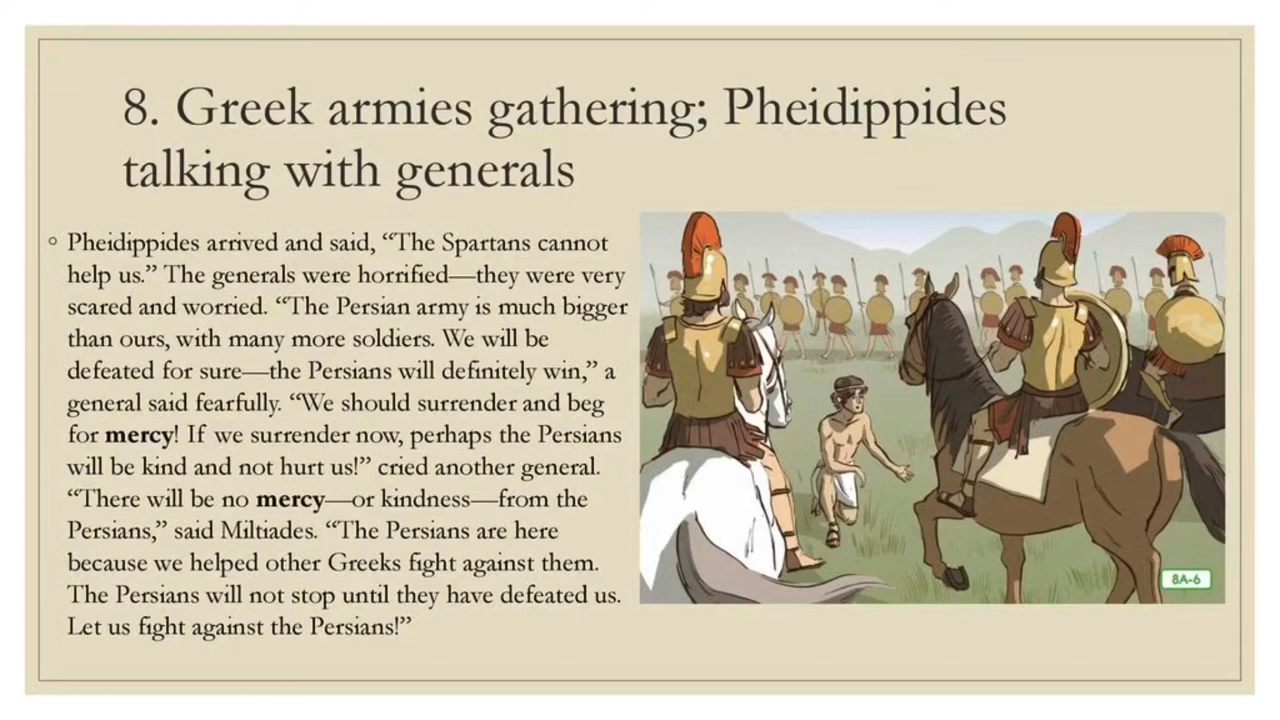 8. Greek armies gathering; Pheidippides
talking with generals
◦ Pheidippides arrived and said, “The Spartans cannot
help us.” The generals were horrified—they were very
scared and worried. “The Persian army is much bigger
than ours, with many more soldiers. We will be
defeated for sure—the Persians will definitely win,” a
general said fearfully. “We should surrender and beg
for mercy! If we surrender now, perhaps the Persians
will be kind and not hurt us!” cried another general.
“There will be no mercy—or kindness—from the
Persians,” said Miltiades. “The Persians are here
because we helped other Greeks fight against them.
The Persians will not stop until they have defeated us.
Let us fight against the Persians!”
8A-6